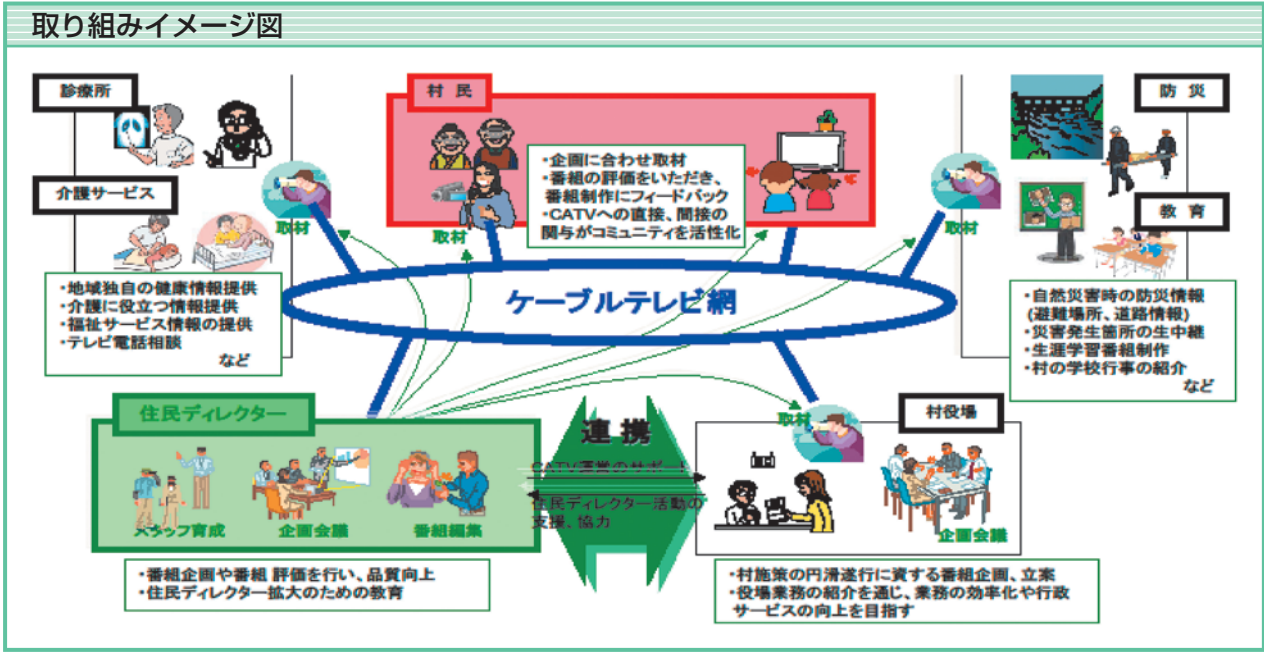 取り組みイメージ図
診療所
介護サービス
取材
・地域独自の健康情報提供
・介護に役立つ情報提供
・福祉サービス情報の提供
・テレビ電話相談
など
村 民
取材
・企画に合わせ取材
・番組の評価をいただき、
番組制作にフィードバック
・CATVへの直接、間接の
関与がコミュニティを活性化
防 災
教 育
取材
・自然災害時の防災情報
(避難場所、道路情報)
・災害発生箇所の生中継
・生涯学習番組制作
・村の学校行事の紹介
など
ケーブルテレビ網
住民ディレクター
スタッフ育成
企画会議
番組編集
・番組企画や番組 評価を行い、品質向上
・住民ディレクター拡大のための教育
連 携
CATV運営のサポート
住民ディレクター活動の
支援、協力
村役場
取材
企画会議
・村施策の円滑遂行に資する番組企画、立案
・役場業務の紹介を通じ、業務の効率化や行政
サービスの向上を目指す